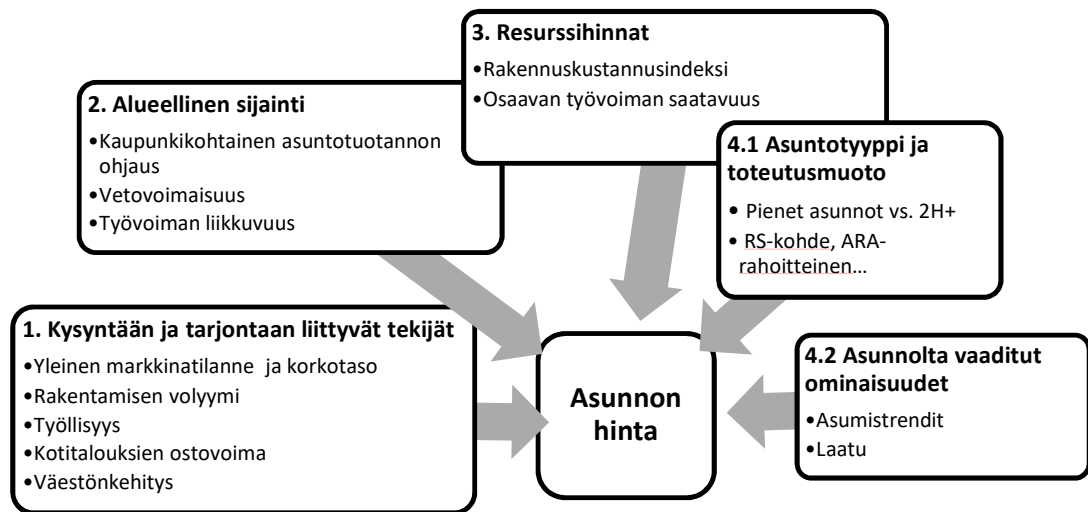 3. Resurssihinnat
•Rakennuskustannusindeksi
•Osaavan työvoiman saatavuus
2. Alueellinen sijainti
•Kaupunkikohtainen asuntotuotannon
ohjaus
•Vetovoimaisuus
•Työvoiman liikkuvuus
4.1 Asuntotyyppi ja
toteutusmuoto
• Pienet asunnot vs. 2H+
• RS-kohde, ARA-
rahoitteinen...
1. Kysyntään ja tarjontaan liittyvät tekijät
•Yleinen markkinatilanne ja korkotaso
•Rakentamisen volyymi
•Työllisyys
•Kotitalouksien ostovoima
•Väestönkehitys
Asunnon
hinta
4.2 Asunnolta vaaditut
ominaisuudet
•Asumistrendit
•Laatu